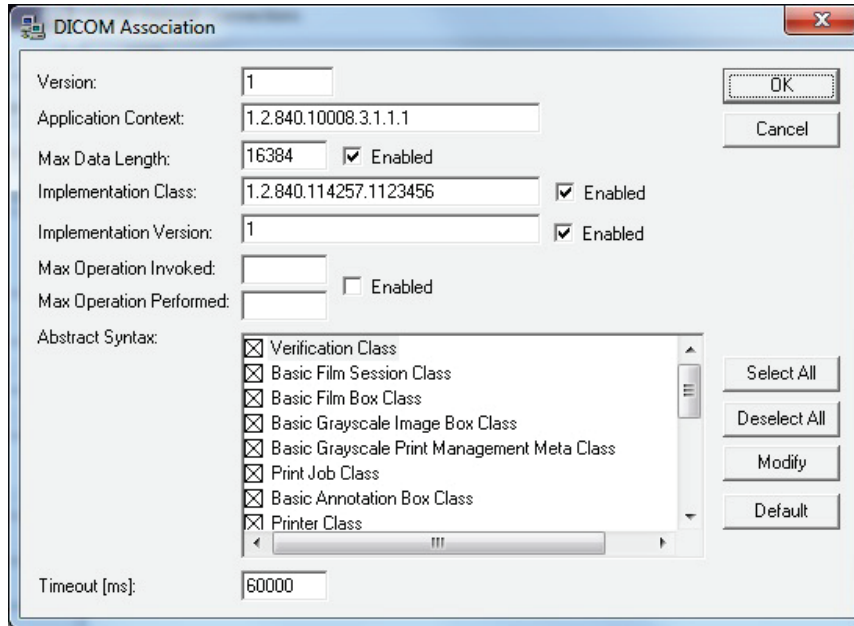 DICOM Association
Version: 1 OK
Application Context: 1.2.840.10008.3.1.1.1 Cancel
Max Data Length: 16384 Enabled
Implementation Class: 1.2.840.114257.1123456 Enabled
Implementation Version: 1 Enabled
Max Operation Invoked:
Enabled
Max Operation Performed:
Abstract Syntax:
Verification Class
Basic Film Session Class Select All
Basic Film Box Class
Basic Grayscale Image Box Class Deselect All
Basic Grayscale Print Management Meta Class
Print Job Class Modify
Basic Annotation Box Class
Printer Class Default
Timeout [ms]: 60000